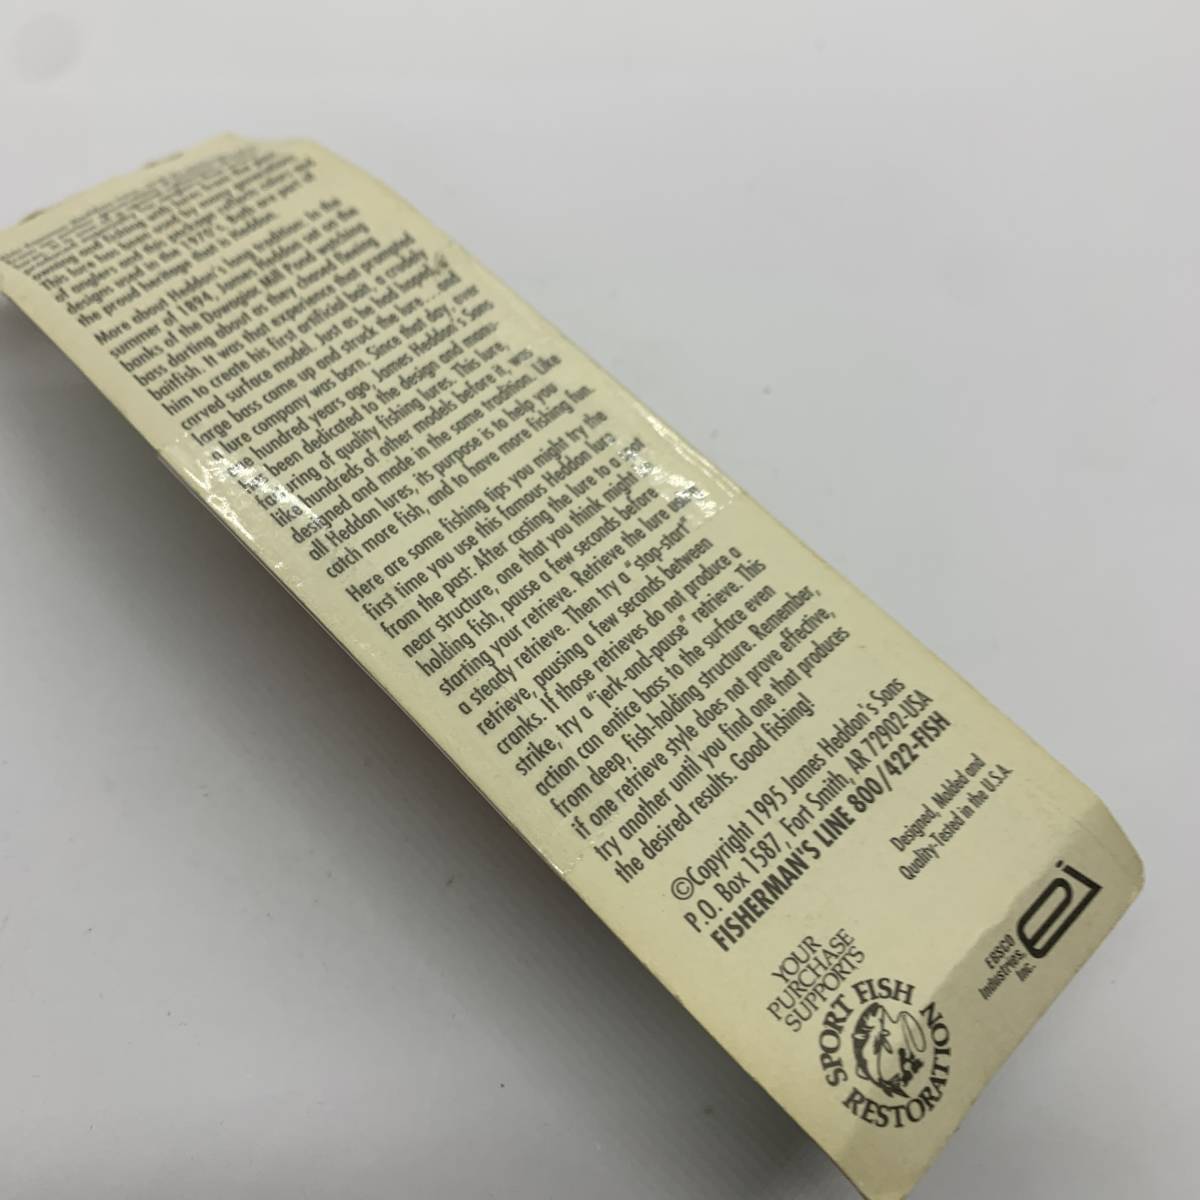 This lure has been used by many generations
of anglers and this package reflects
designs used in the 1970's. Both are part of
the proud heritage that is Heddon.
More about Heddon's long tradition: In the
summer of 1894, James Heddon sat on the
banks of the Dowagiac Mill Pond watching
bass darting about as they chased fleeing
baitfish. It was that experience that prompted
him to create his first artificial bait, a crudely
carved surface model. Just as he had hoped, a
large bass came up and struck the lure...and
a lure company was born. Since that day, over
one hundred years ago, James Heddon's Sons
has been dedicated to the design and manu-
facturing of quality fishing lures. This lure,
like hundreds of other models before it, was
designed and made in the same tradition. Like
all Heddon lures, its purpose is to help you
catch more fish, and to have more fishing fun.
Here are some fishing tips you might try the
first time you use this famous Heddon lure
from the past: After casting the lure to a spot
near structure, one that you think might be
holding fish, pause a few seconds before
starting your retrieve. Retrieve the lure using
a steady retrieve. Then try a "stop-start"
retrieve, pausing a few seconds between
cranks. If those retrieves do not produce a
strike, try a "jerk-and-pause" retrieve. This
action can entice bass to the surface even
from deep, fish-holding structure. Remember,
if one retrieve style does not prove effective,
try another until you find one that produces
the desired results. Good fishing!
©Copyright 1995 James Heddon's Sons
P.O. Box 1587, Fort Smith, AR 72902-USA
FISHERMAN'S LINE 800/422-FISH
Designed, Molded and
Quality-Tested in the U.S.A.
YOUR
PURCHASE
SUPPORTS
SPORT FISH
RESTORATION
EBSCO
Industries,
Inc.
ei